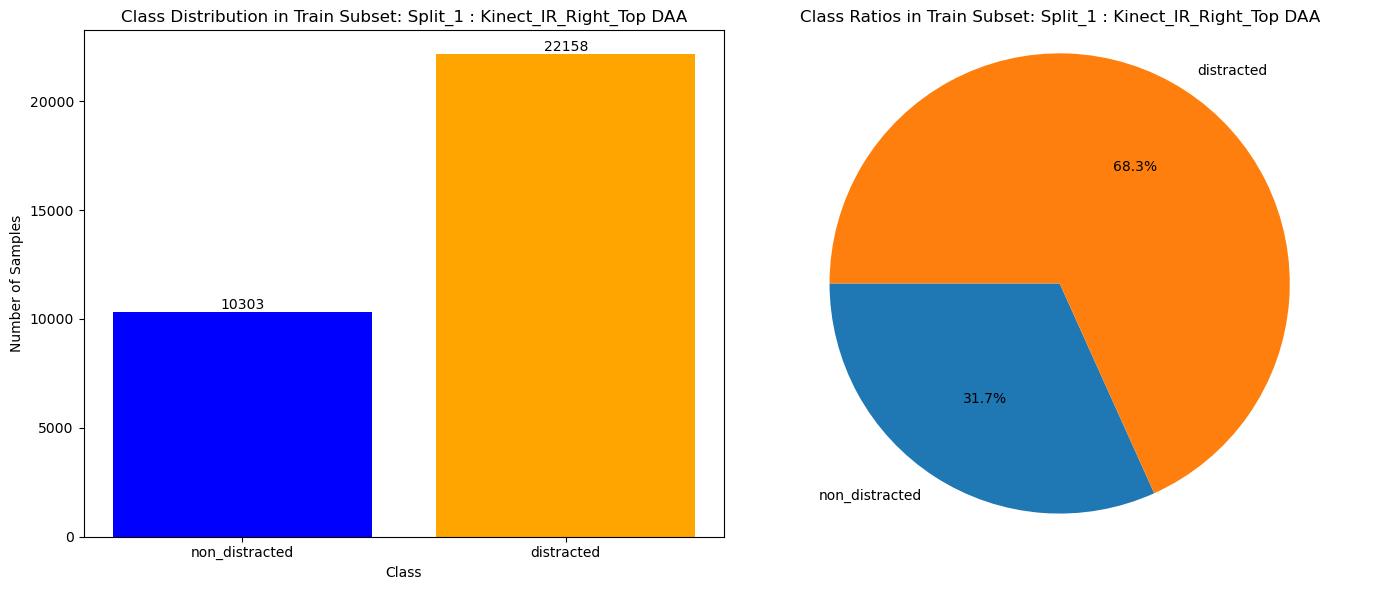 Class Distribution in Train Subset: Split_1 : Kinect_IR_Right_Top DAA
22158
20000
15000
10303
10000
5000
0
Number of Samples
non_distracted
distracted
Class
Class Ratios in Train Subset: Split_1 : Kinect_IR_Right_Top DAA
distracted
68.3%
31.7%
non_distracted